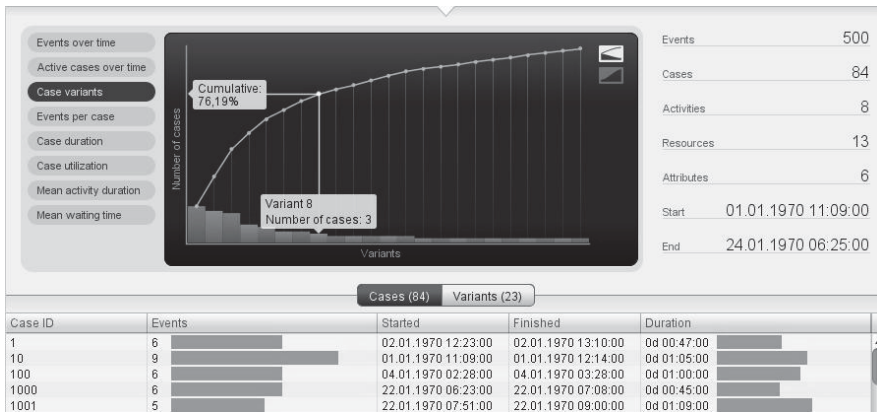 Events over time
Active cases over time
Case variants
Events per case
Case duration
Case utilization
Mean activity duration
Mean waiting time
Number of cases
Cumulative:
76,19%
Variant 8
Number of cases: 3
Variants
Events 500
Cases 84
Activities 8
Resources 13
Attributes 6
Start 01.01.1970 11:09:00
End 24.01.1970 06:25:00
Cases (84) Variants (23)
Case ID Events Started Finished Duration
1 6 02.01.1970 12:23:00 02.01.1970 13:10:00 0d 00:47:00
10 9 01.01.1970 11:09:00 01.01.1970 12:14:00 0d 01:05:00
100 6 04.01.1970 02:28:00 04.01.1970 03:28:00 0d 01:00:00
1000 6 22.01.1970 06:23:00 22.01.1970 07:08:00 0d 00:45:00
1001 5 22.01.1970 07:51:00 22.01.1970 09:00:00 0d 01:09:00